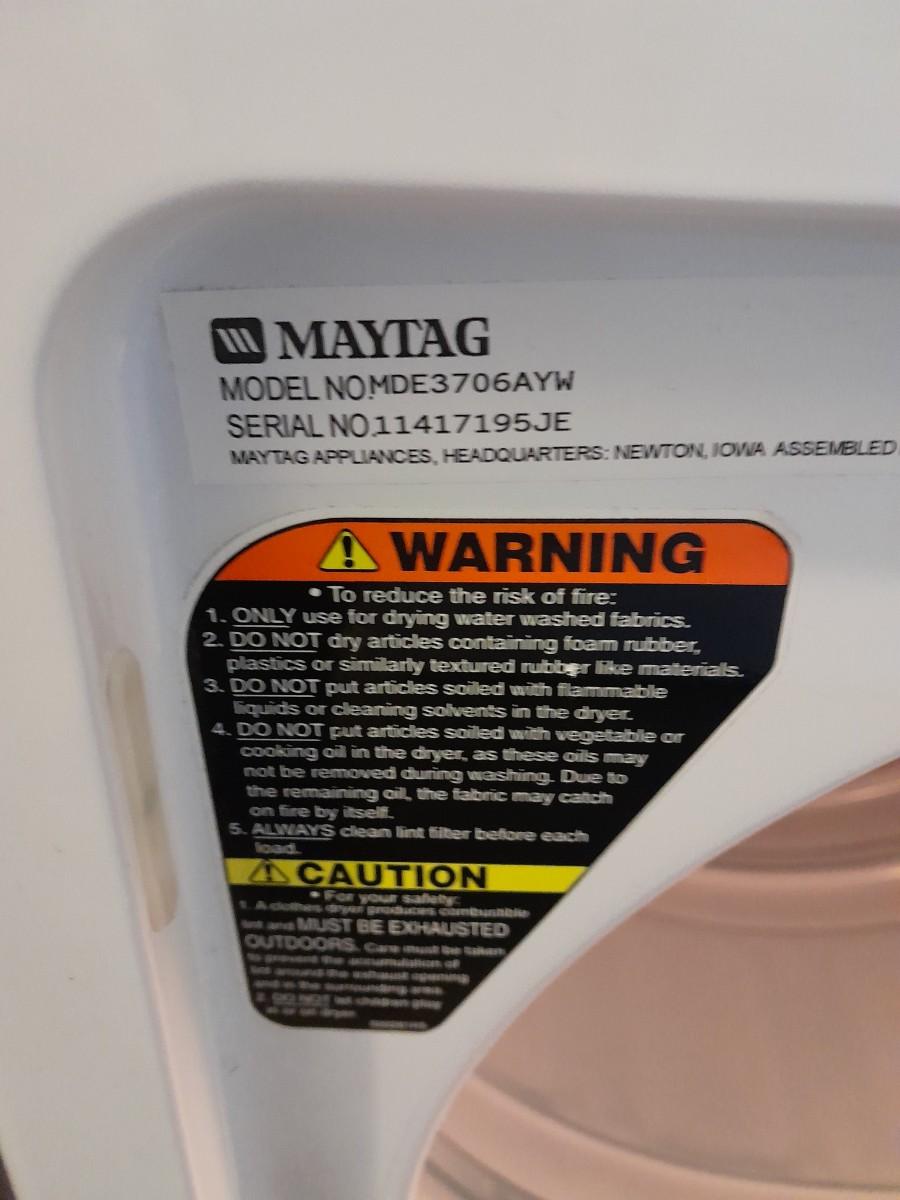 MAYTAG
MODEL NO.MDE3706AYW
SERIAL NO.11417195JE
MAYTAG APPLIANCES, HEADQUARTERS: NEWTON, IOWA ASSEMBLED
WARNING
• To reduce the risk of fire:
1. ONLY use for drying water washed fabrics.
2. DO NOT dry articles containing foam rubber,
plastics or similarly textured rubber like materials.
3. DO NOT put articles soiled with flammable
liquids or cleaning solvents in the dryer.
4. DO NOT put articles soiled with vegetable or
cooking oil in the dryer, as these oils may
not be removed during washing. Due to
the remaining oil, the fabric may catch
on fire by itself.
5. ALWAYS clean lint filter before each
load.
CAUTION
• For your safety:
1. A clothes dryer produces combustible
lint and MUST BE EXHAUSTED
OUTDOORS. Care must be taken
to prevent the accumulation of
lint around the exhaust opening
and in the surrounding area.
2. DO NOT let children play
in or on dryer.